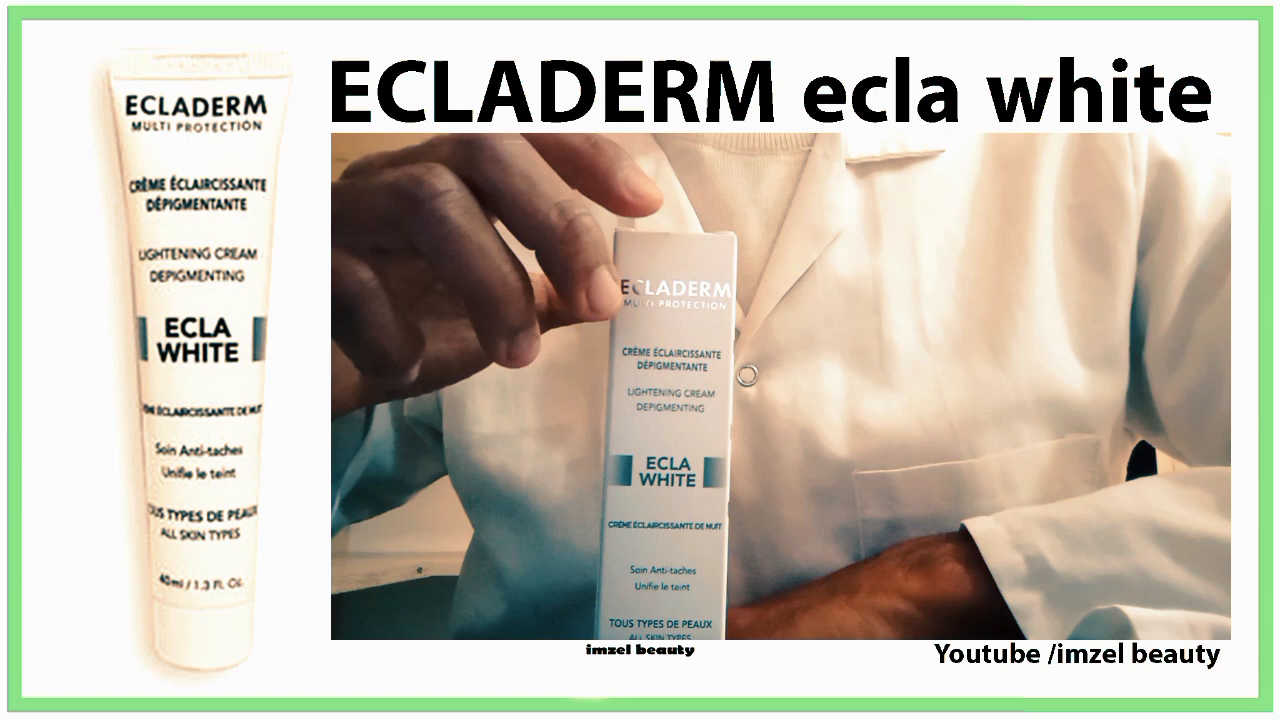 ECLADERM ecla white
ECLADERM
MULTI PROTECTION
CRÈME ÉCLAIRCISSANTE
DÉPIGMENTANTE
LIGHTENING CREAM
DEPIGMENTING
ECLA
WHITE
ÉCLAIRCISSANTE DE NUIT
Soin Anti-taches
Unifie le teint
TYPES DE PEAUX
ALL SKIN TYPES
40ml / 1.3 FL. Oz.
ECLADERM
MULTI PROTECTION
CRÈME ÉCLAIRCISSANTE
DÉPIGMENTANTE
LIGHTENING CREAM
DEPIGMENTING
ECLA
WHITE
CRÈME ÉCLAIRCISSANTE DE NUIT
Soin Anti-taches
Unifie le teint
TOUS TYPES DE PEAUX
ALL SKIN TYPES
imzel beauty
Youtube /imzel beauty